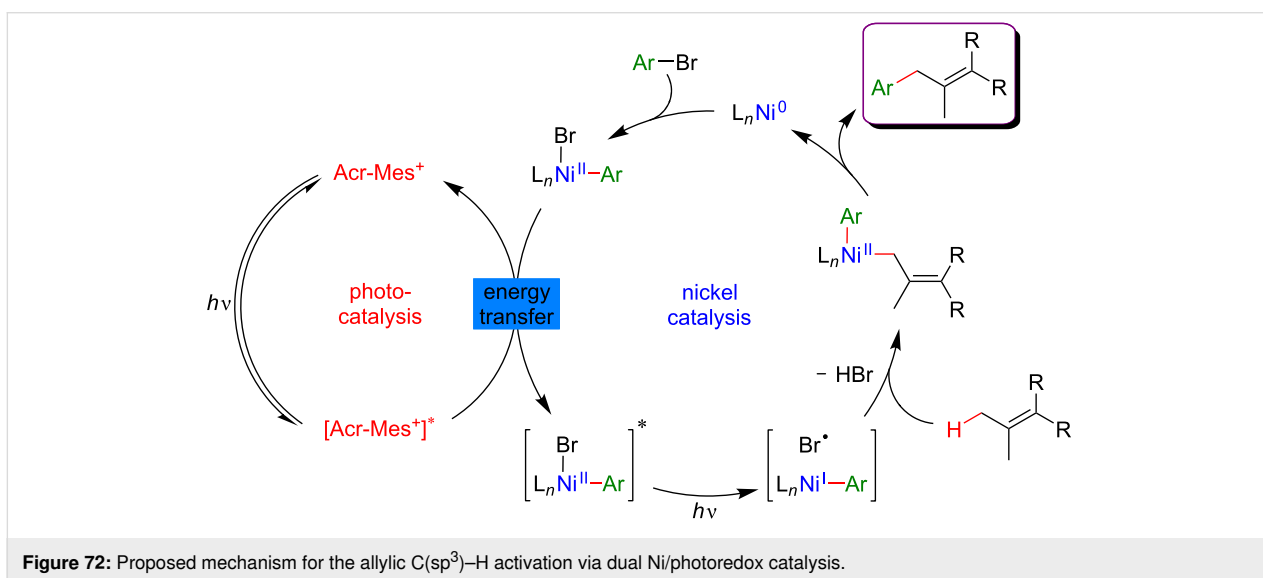 Ar–Br
LnNi0
R
Ar
R
Br
LnNiII–Ar
Acr-Mes+
Ar
LnNiII
R
R
hν
photo-
catalysis
energy
transfer
nickel
catalysis
– HBr
[Acr-Mes+]*
Br
[LnNiII–Ar]*
hν
Br•
[LnNiI–Ar]
H
R
R
Figure 72: Proposed mechanism for the allylic C(sp3)–H activation via dual Ni/photoredox catalysis.